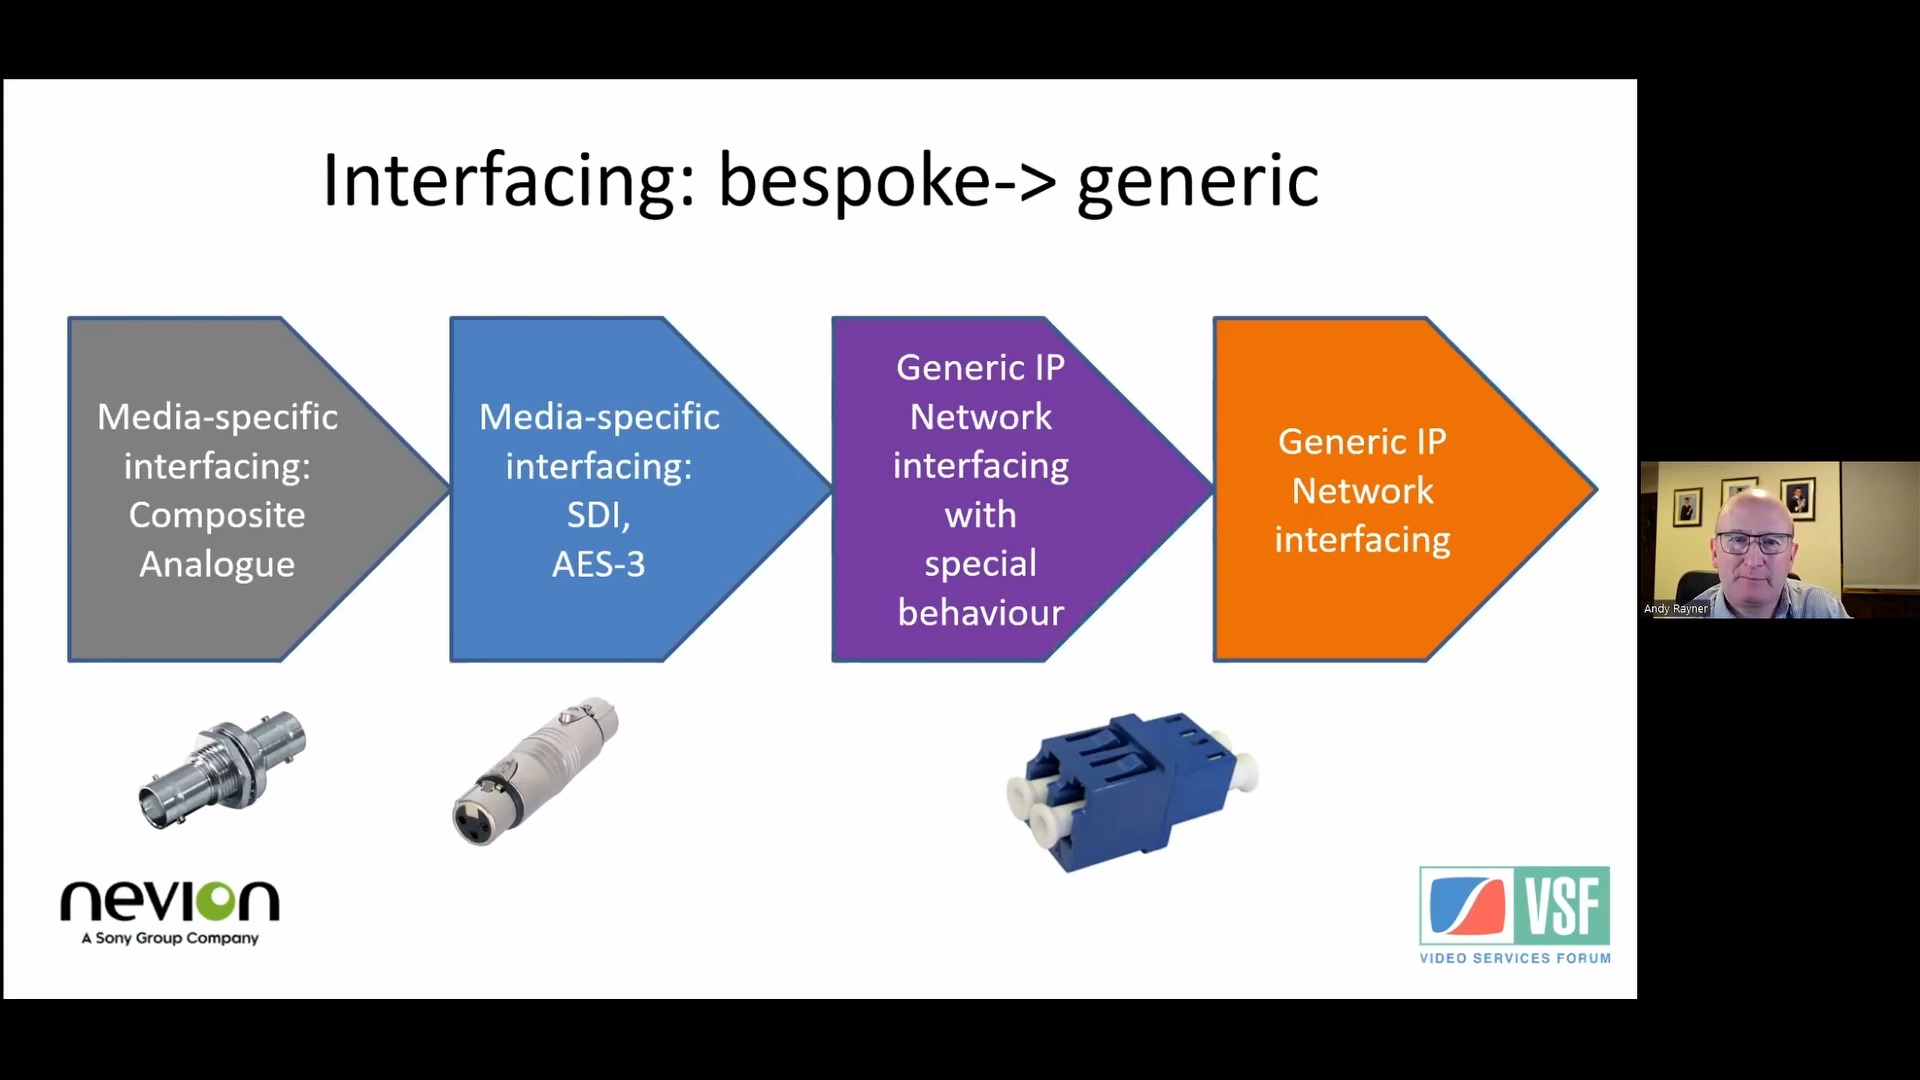 Interfacing: bespoke-> generic
Media-specific
interfacing:
Composite
Analogue
Media-specific
interfacing:
SDI,
AES-3
Generic IP
Network
interfacing
with
special
behaviour
Generic IP
Network
interfacing
Andy Rayner
nevion
A Sony Group Company
VSF
VIDEO SERVICES FORUM